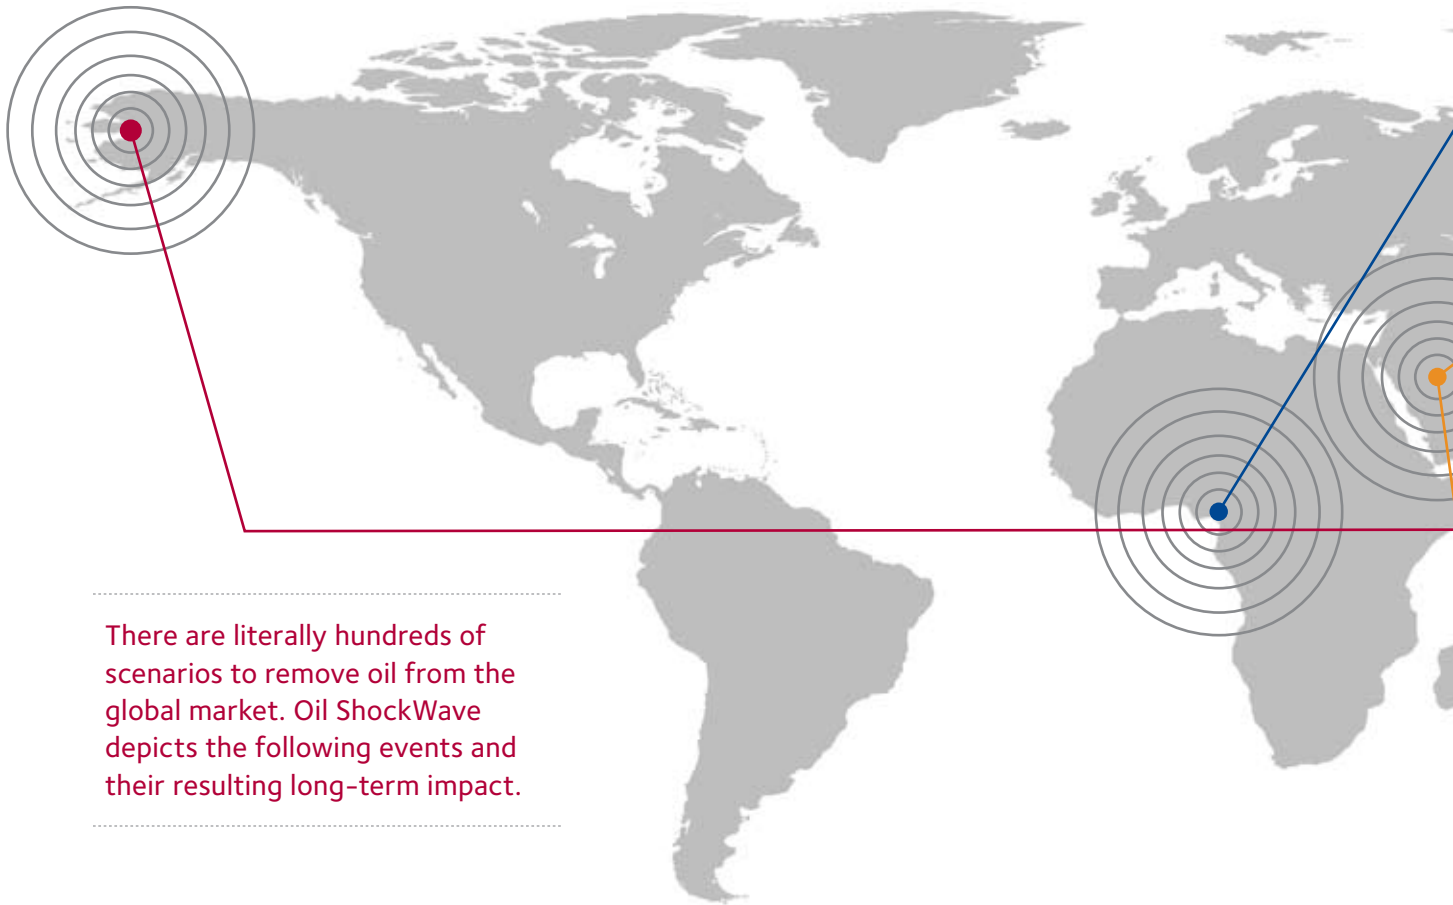 There are literally hundreds of
scenarios to remove oil from the
global market. Oil ShockWave
depicts the following events and
their resulting long-term impact.